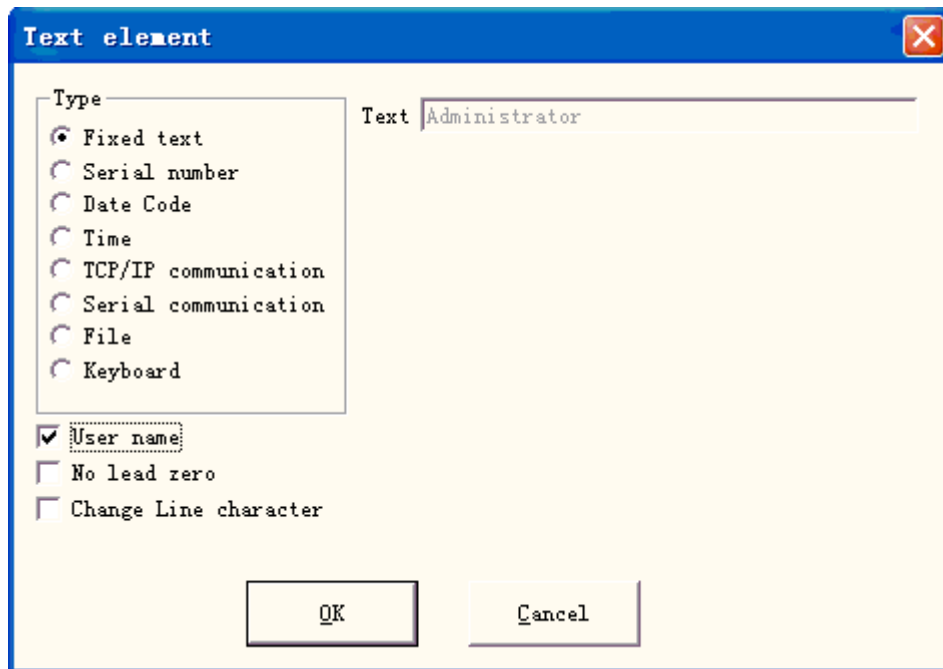 Text element
Type
Text Administrator
Fixed text
Serial number
Date Code
Time
TCP/IP communication
Serial communication
File
Keyboard
User name
No lead zero
Change Line character
OK Cancel